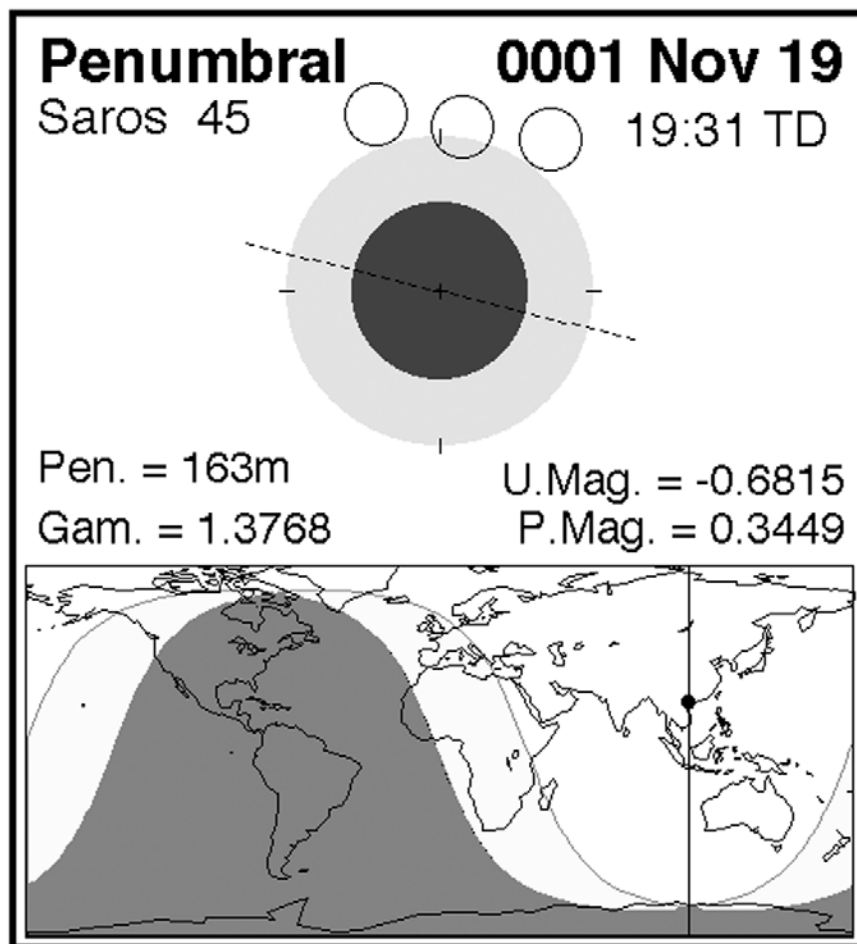 Penumbral 0001 Nov 19
Saros 45 19:31 TD
Pen. = 163m U.Mag. = -0.6815
Gam. = 1.3768 P.Mag. = 0.3449